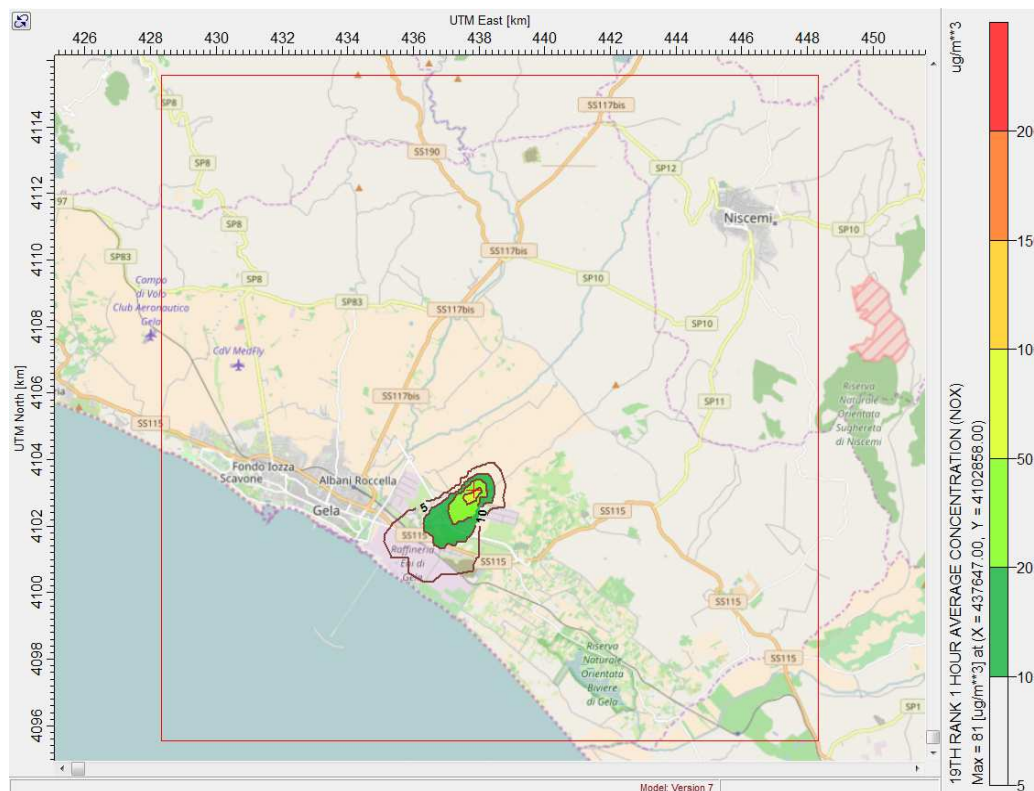 UTM East [km]
426 428 430 432 434 436 438 440 442 444 446 448 450
UTM North [km]
4114
4112
4110
4108
4106
4104
4102
4100
4098
4096
SP8
SS117bis
SP8
SS190
SP12
97
SP8
Niscemi
SP10
SP83
SS117bis
SP10
Campo
di Volo
Club Aeronautico
Gela
SP8
SP83
SS117bis
SP10
CdV MedFly
SS117bis
SP11
Riserva
Naturale
Orientata
Sughereta
di Niscemi
SS115
Fondo Iozza
Scavone
Albani Roccella
Gela
5
10
SS115
SS115
Raffineria
Eni di
Gela
SS115
SS115
SS115
Riserva
Naturale
Orientata
Biviere
di Gela
SP1
Model: Version 7
19TH RANK 1 HOUR AVERAGE CONCENTRATION (NOX)
ug/m**3
Max = 81 [ug/m**3] at (X = 437647.00, Y = 4102858.00)
20
15
10
50
20
10
5